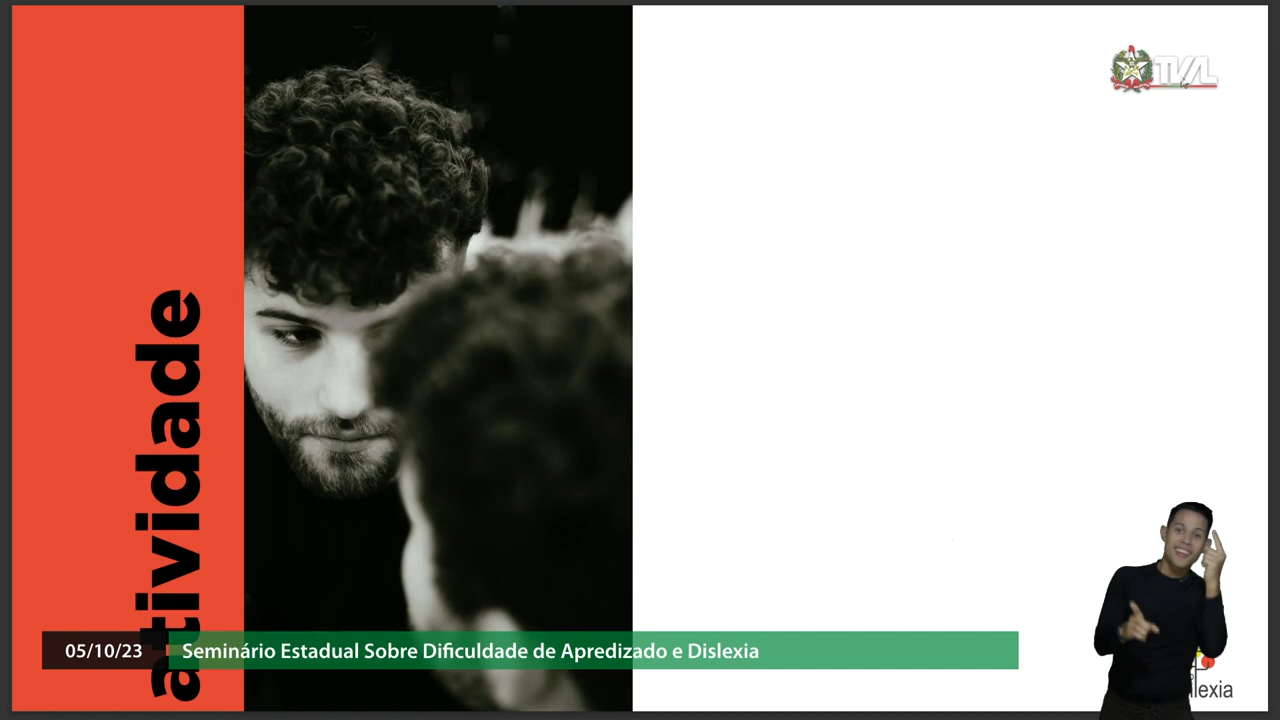 atividade
TVAL
05/10/23
Seminário Estadual Sobre Dificuldade de Apredizado e Dislexia
lexia